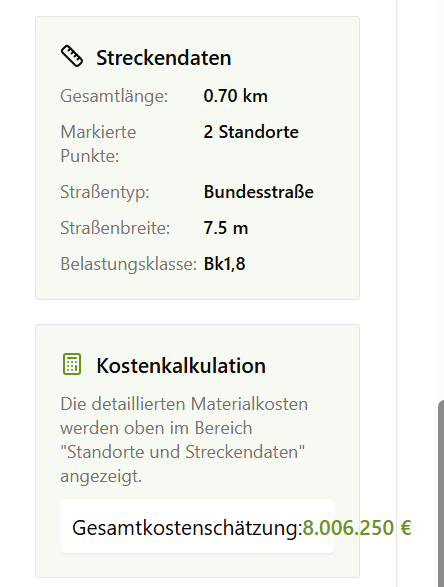 Streckendaten
Gesamtlänge: 0.70 km
Markierte 2 Standorte
Punkte:
Straßentyp: Bundesstraße
Straßenbreite: 7.5 m
Belastungsklasse: Bk1,8
Kostenkalkulation
Die detaillierten Materialkosten
werden oben im Bereich
"Standorte und Streckendaten"
angezeigt.
Gesamtkostenschätzung:8.006.250 €